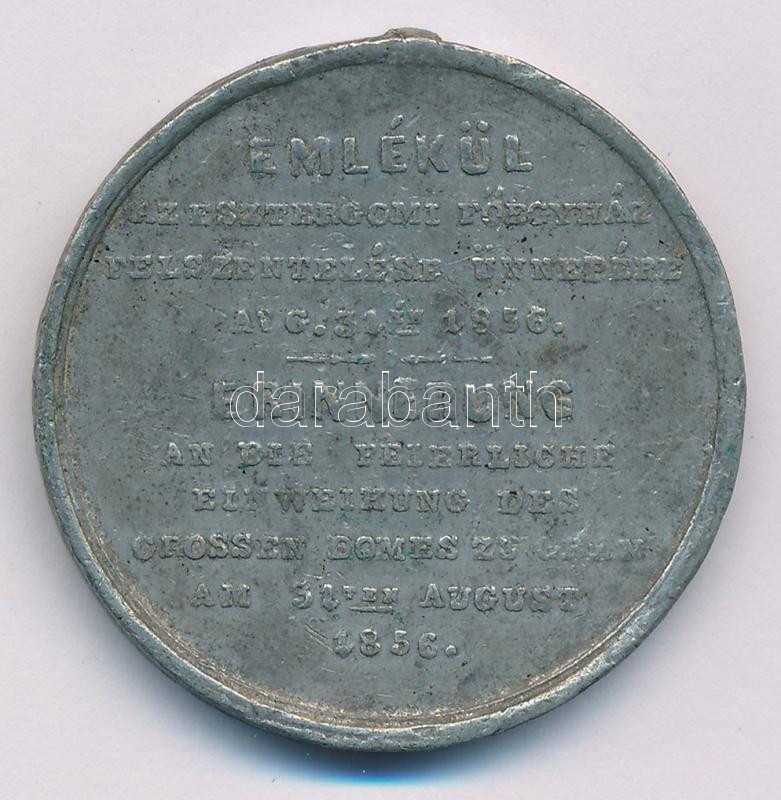 EMLÉKÜL
AZ ESZTERGOMI FŐEGYHÁZ
FELSZENTELÉSE ÜNNEPÉRE
AUG. 31ÉN 1856.
ERINNÖRUNG
darabanth
AN DIE FEIERLICHE
EINWEIHUNG DES
GROSSEN DOMES ZU GRAN
AM 31TEN AUGUST
1856.